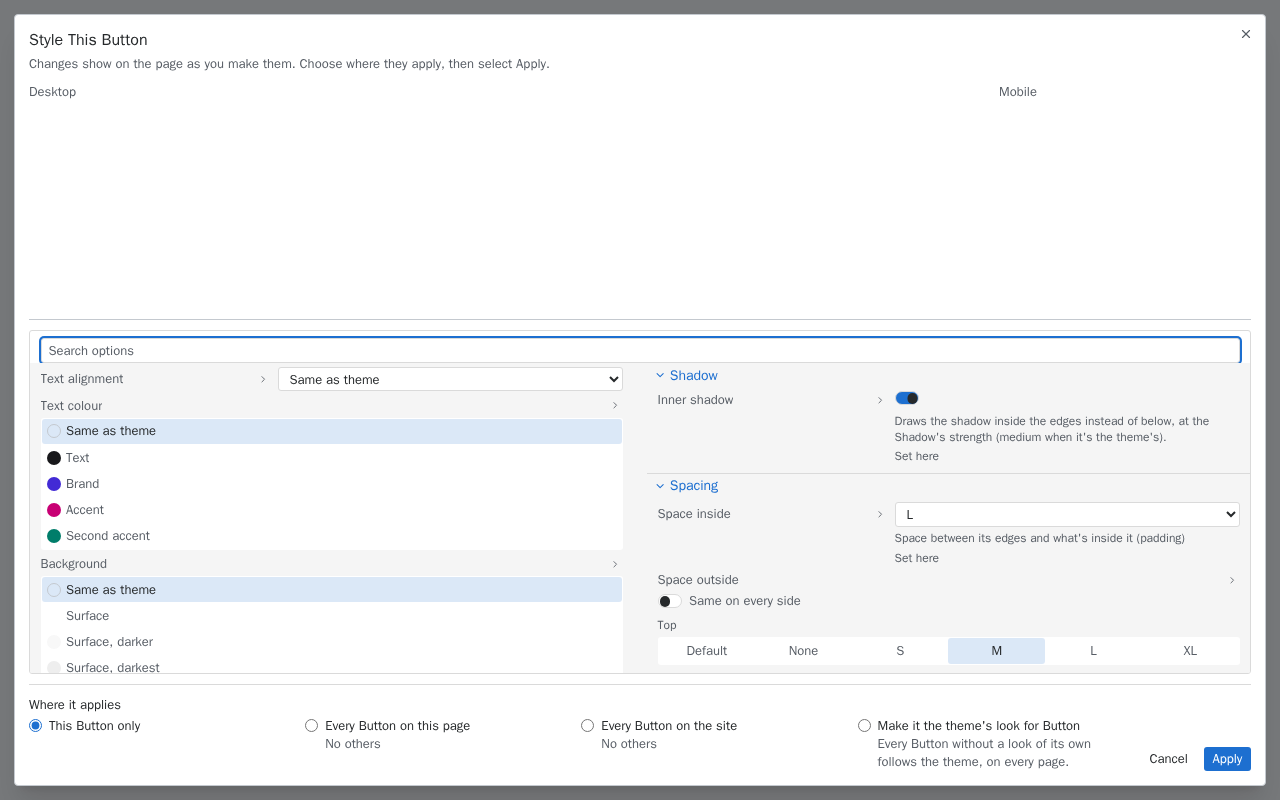 Style This Button
Changes show on the page as you make them. Choose where they apply, then select Apply.
Desktop
Mobile
Search options
Text alignment
Same as theme
Text colour
Same as theme
Text
Brand
Accent
Second accent
Background
Same as theme
Surface
Surface, darker
Surface, darkest
Shadow
Inner shadow
Draws the shadow inside the edges instead of below, at the
Shadow's strength (medium when it's the theme's).
Set here
Spacing
Space inside
L
Space between its edges and what's inside it (padding)
Set here
Space outside
Same on every side
Top
Default None S M L XL
Where it applies
This Button only
Every Button on this page
No others
Every Button on the site
No others
Make it the theme's look for Button
Every Button without a look of its own
follows the theme, on every page.
Cancel
Apply